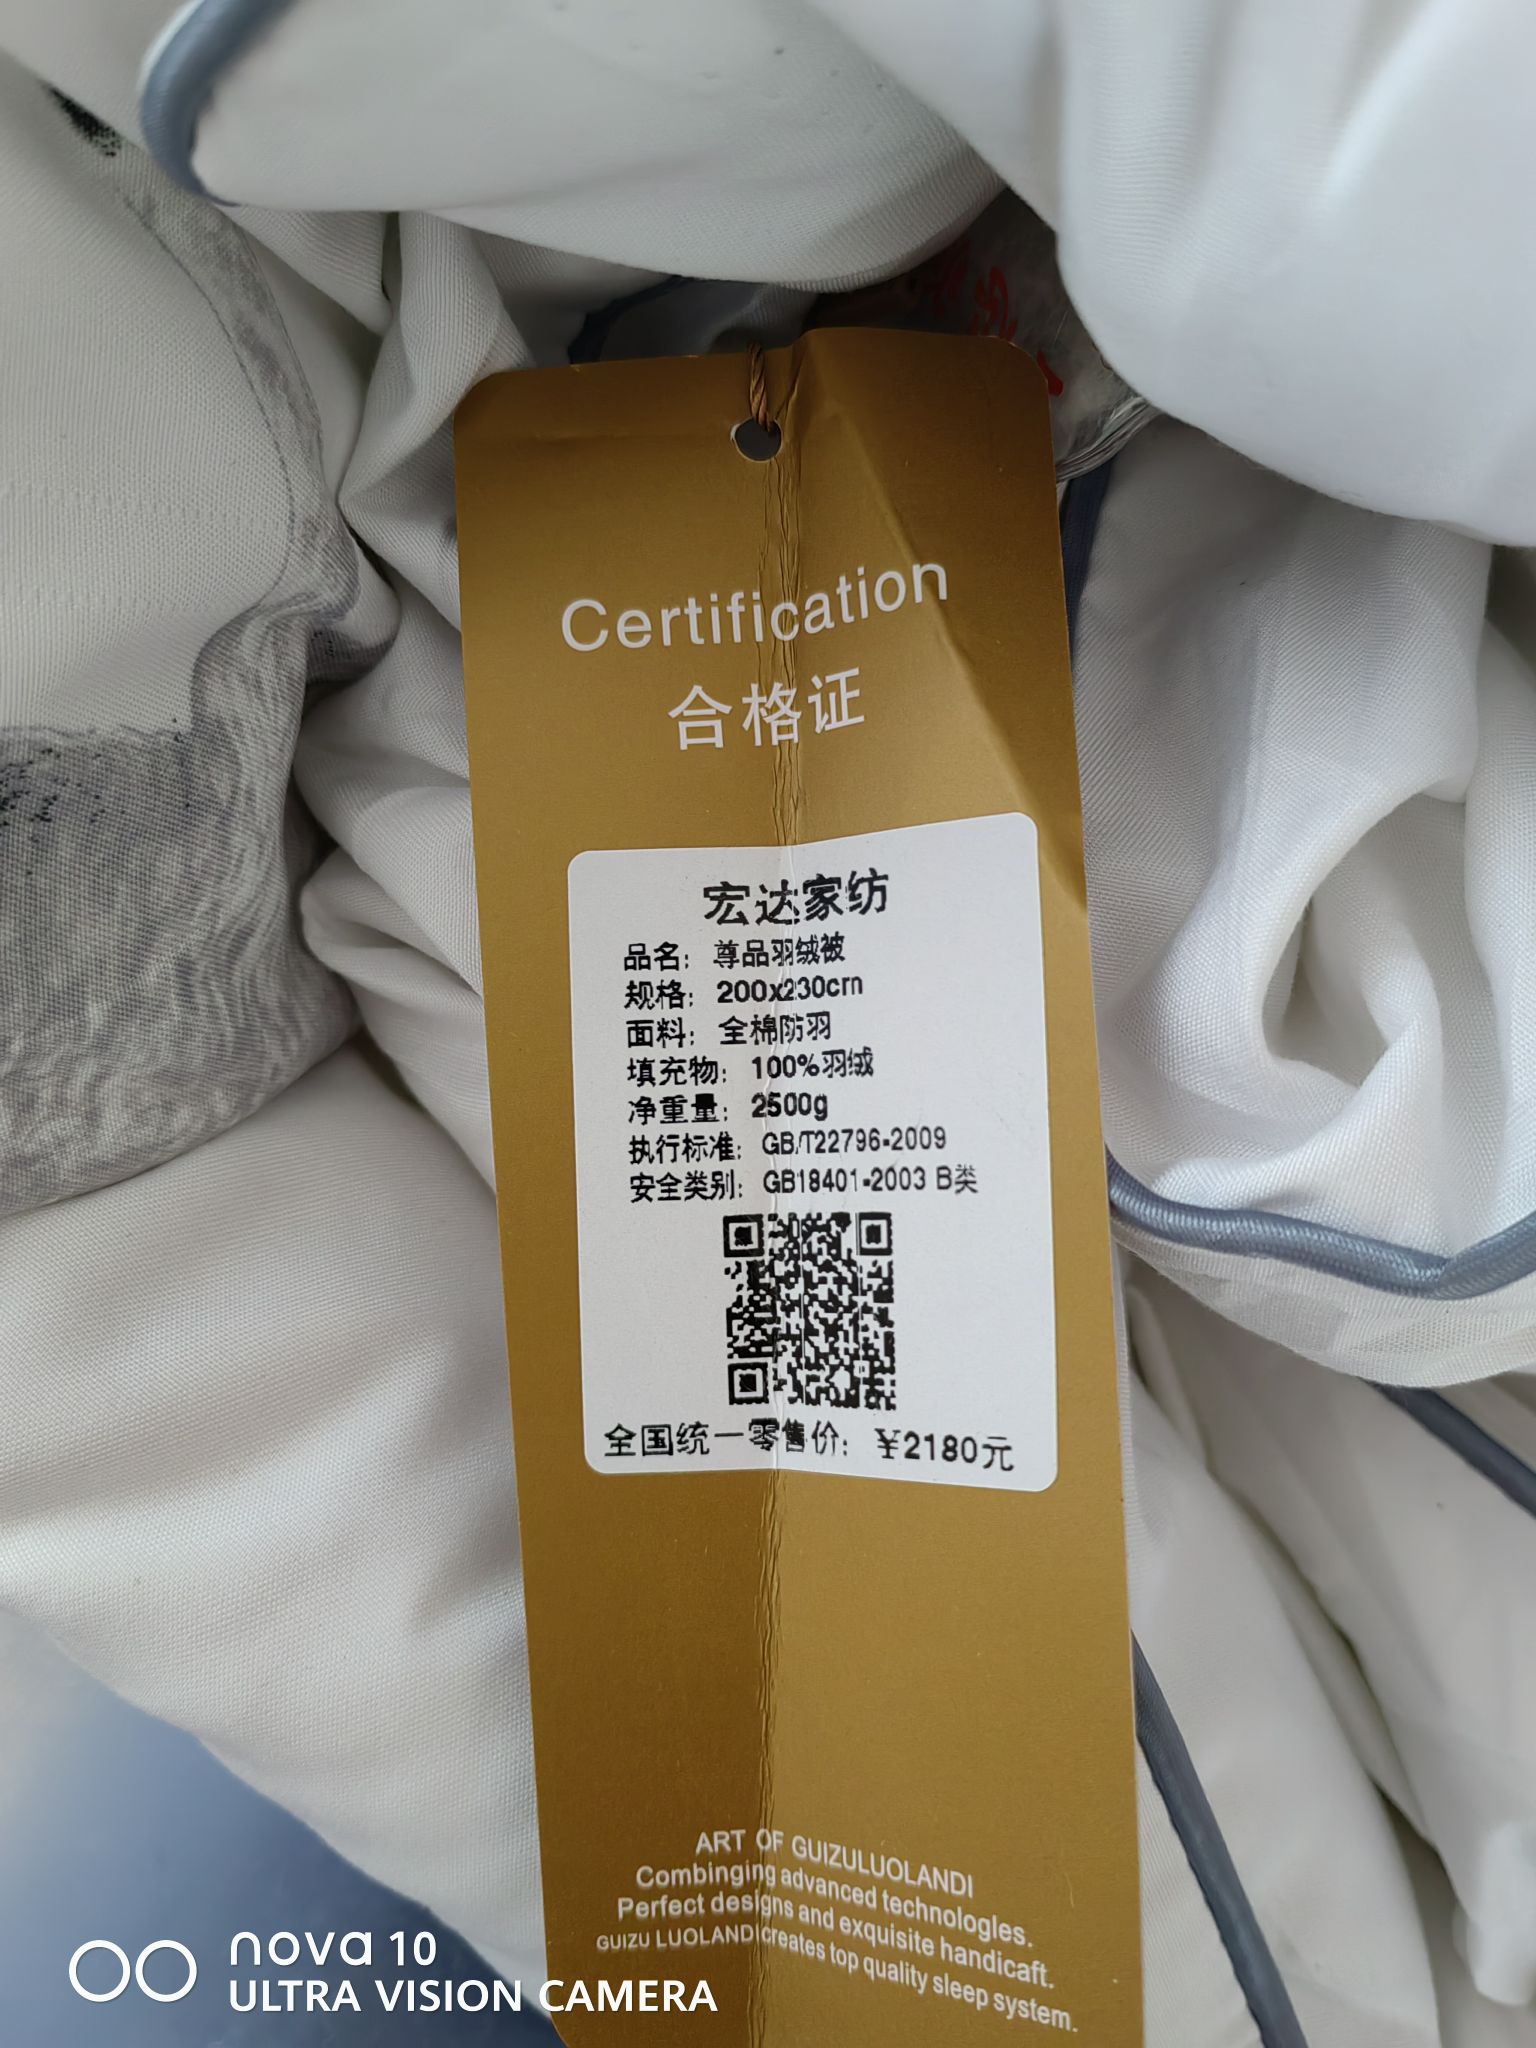 Certification
合格证
宏达家纺
品名: 尊品羽绒被
规格: 200x230cm
面料: 全棉防羽
填充物: 100%羽绒
净重量: 2500g
执行标准: GB/T22796-2009
安全类别: GB18401-2003 B类
全国统一零售价: ¥2180元
ART OF GUIZULUOLANDI
Combinging advanced technologles.
Perfect designs and exquisite handicaft.
GUIZU LUOLANDI creates top quality sleep system.
nova 10
ULTRA VISION CAMERA